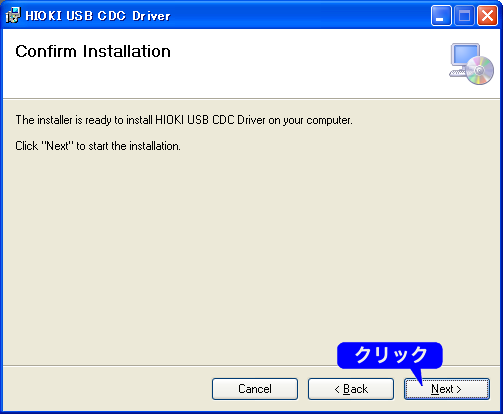 HIOKI USB CDC Driver
Confirm Installation
The installer is ready to install HIOKI USB CDC Driver on your computer.
Click "Next" to start the installation.
クリック
Cancel
< Back
Next >